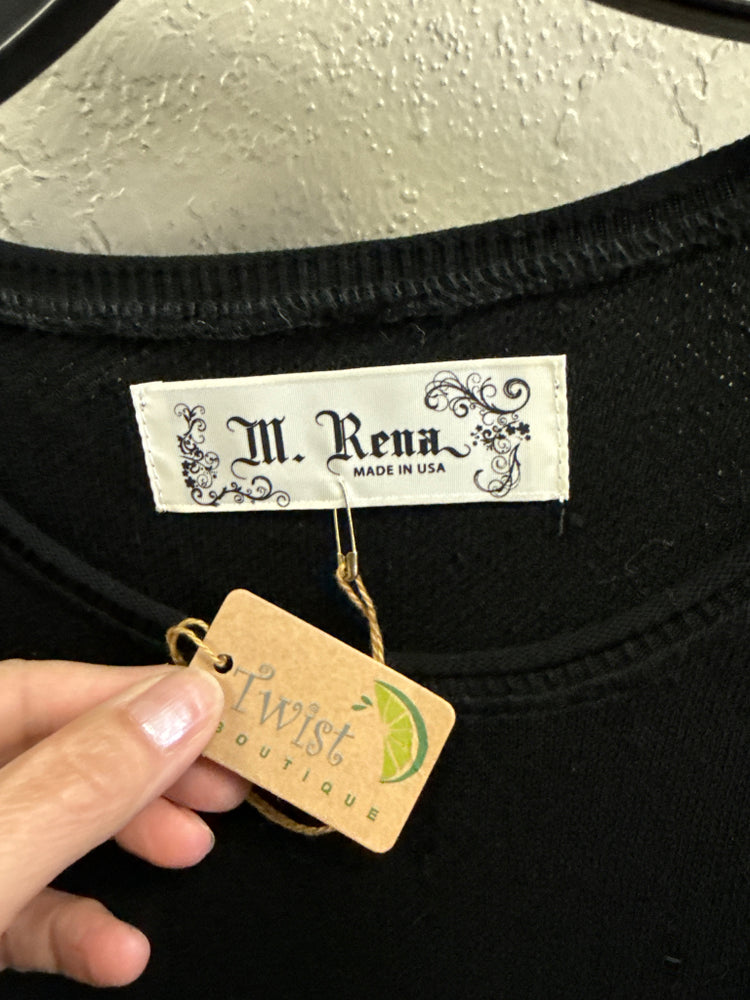 M. Rena
MADE IN USA
Twist
BOUTIQUE